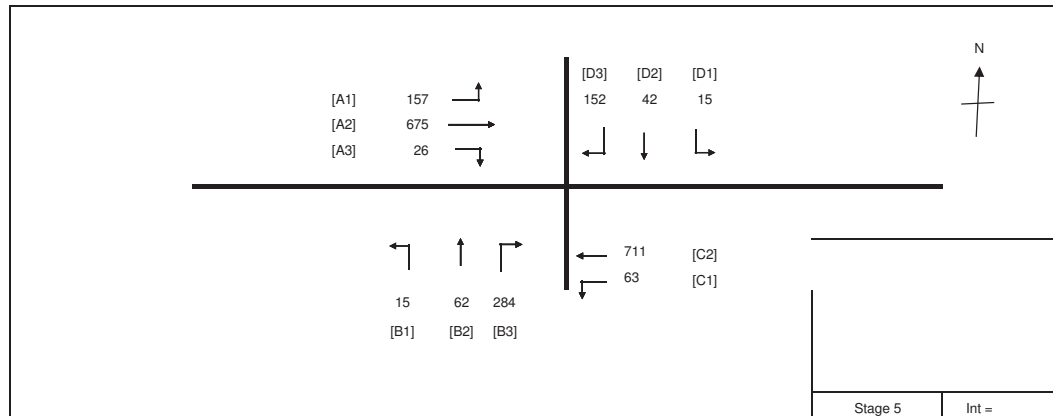 N
[D3] [D2] [D1]
152 42 15
[A1] 157
[A2] 675
[A3] 26
711 [C2]
63 [C1]
15 62 284
[B1] [B2] [B3]
Stage 5 Int =